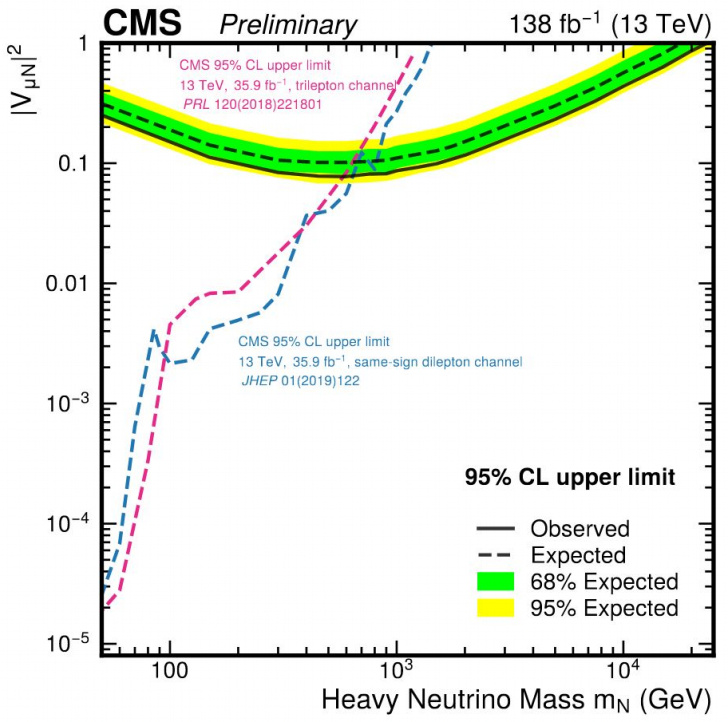 CMS Preliminary 138 fb⁻¹ (13 TeV)
|V_μN|²
1
CMS 95% CL upper limit
13 TeV, 35.9 fb⁻¹, trilepton channel
PRL 120(2018)221801
0.1
0.01
CMS 95% CL upper limit
13 TeV, 35.9 fb⁻¹, same-sign dilepton channel
JHEP 01(2019)122
10⁻³
95% CL upper limit
10⁻⁴
Observed
Expected
68% Expected
95% Expected
10⁻⁵
100 10³ 10⁴
Heavy Neutrino Mass m_N (GeV)